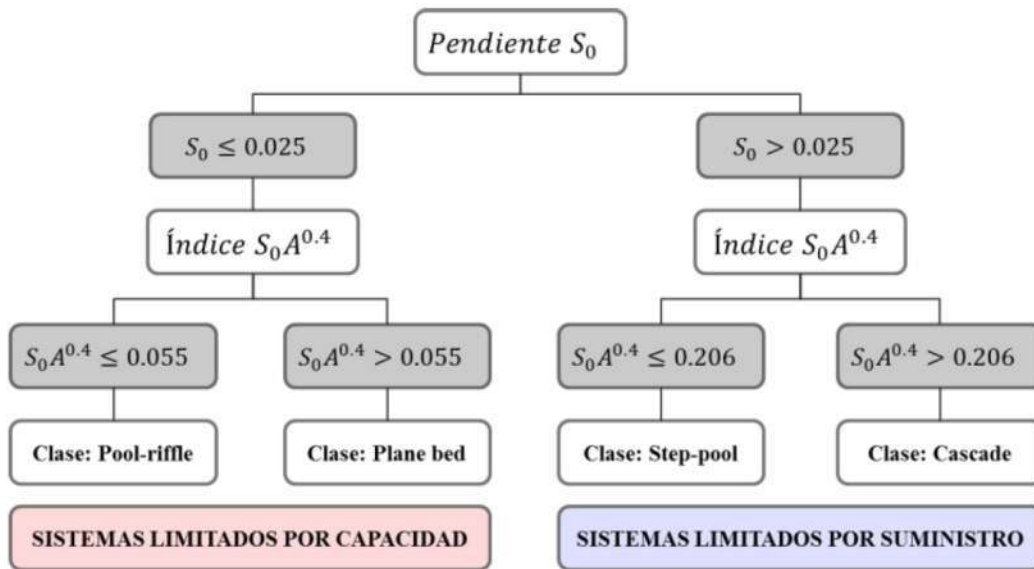 Pendiente S₀
S₀ ≤ 0.025
S₀ > 0.025
Índice S₀A^0.4
Índice S₀A^0.4
S₀A^0.4 ≤ 0.055
S₀A^0.4 > 0.055
S₀A^0.4 ≤ 0.206
S₀A^0.4 > 0.206
Clase: Pool-riffle
Clase: Plane bed
Clase: Step-pool
Clase: Cascade
SISTEMAS LIMITADOS POR CAPACIDAD
SISTEMAS LIMITADOS POR SUMINISTRO